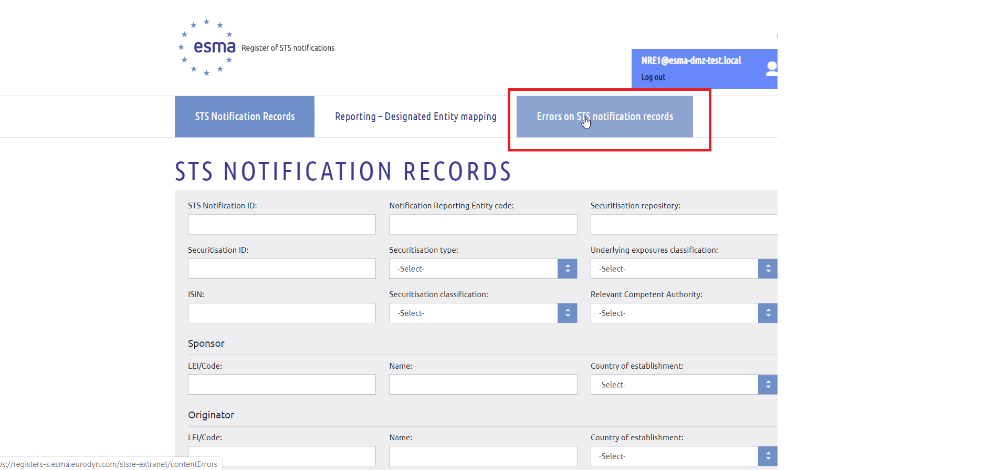 esma Register of STS notifications
NRE1@esma-dmz-test.local
Log out
STS Notification Records Reporting – Designated Entity mapping Errors on STS notification records
STS NOTIFICATION RECORDS
STS Notification ID: Notification Reporting Entity code: Securitisation repository:
Securitisation ID: Securitisation type: Underlying exposures classification:
-Select- -Select-
ISIN: Securitisation classification: Relevant Competent Authority:
-Select- -Select-
Sponsor
LEI/Code: Name: Country of establishment:
-Select-
Originator
LEI/Code: Name: Country of establishment:
-Select-
ps://registers-s.esma.eurodyn.com/stsre-extranet/contentErrors